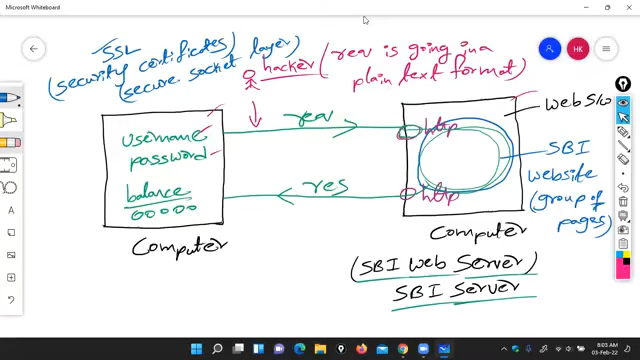 Microsoft Whiteboard
SSL
(security certificates)
(secure socket layer)
hacker (req is going in a
plain text format)
HK
username
password
balance
00000
Computer
req
res
http
http
web s/w
SBI
website
(group of
pages)
Computer
(SBI Web Server)
SBI Server
8:03 AM
03-Feb-22